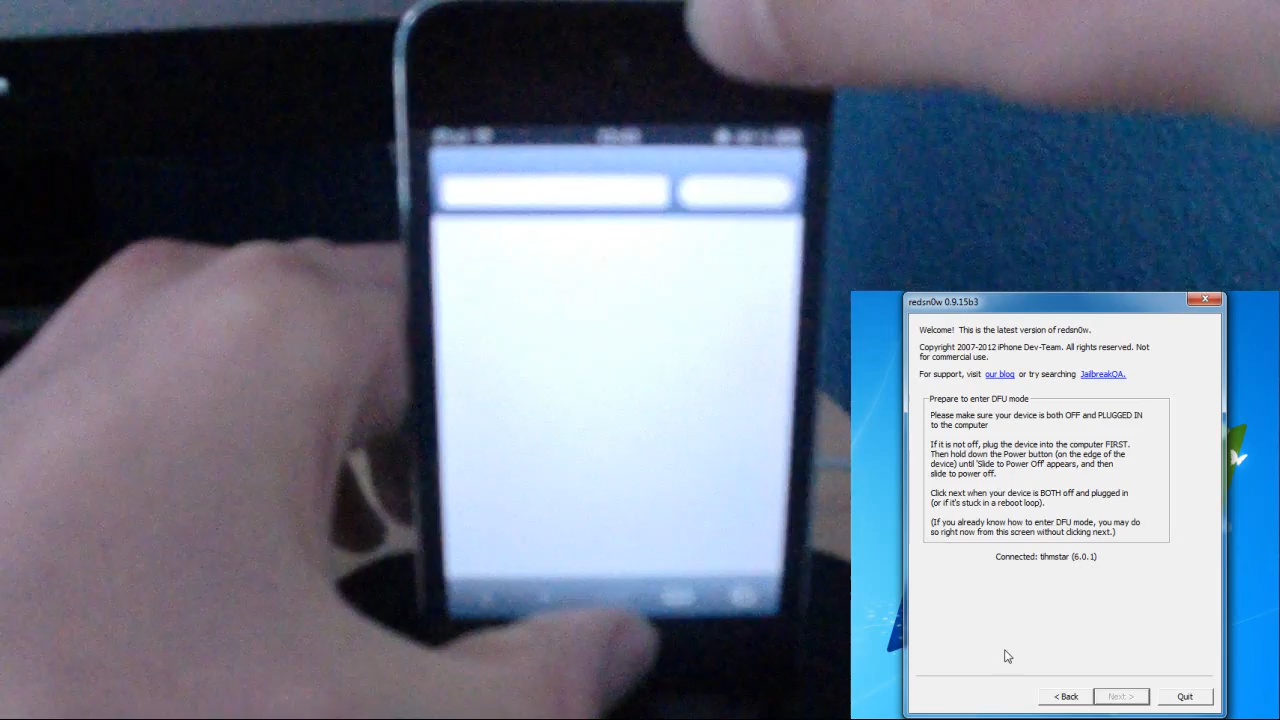 redsn0w 0.9.15b3
Welcome! This is the latest version of redsn0w.
Copyright 2007-2012 iPhone Dev-Team. All rights reserved. Not
for commercial use.
For support, visit our blog or try searching JailbreakQA.
Prepare to enter DFU mode
Please make sure your device is both OFF and PLUGGED IN
to the computer
If it is not off, plug the device into the computer FIRST.
Then hold down the Power button (on the edge of the
device) until 'Slide to Power Off' appears, and then
slide to power off.
Click next when your device is BOTH off and plugged in
(or if it's stuck in a reboot loop).
(If you already know how to enter DFU mode, you may do
so right now from this screen without clicking next.)
Connected: tihmstar (6.0.1)
< Back
Next >
Quit